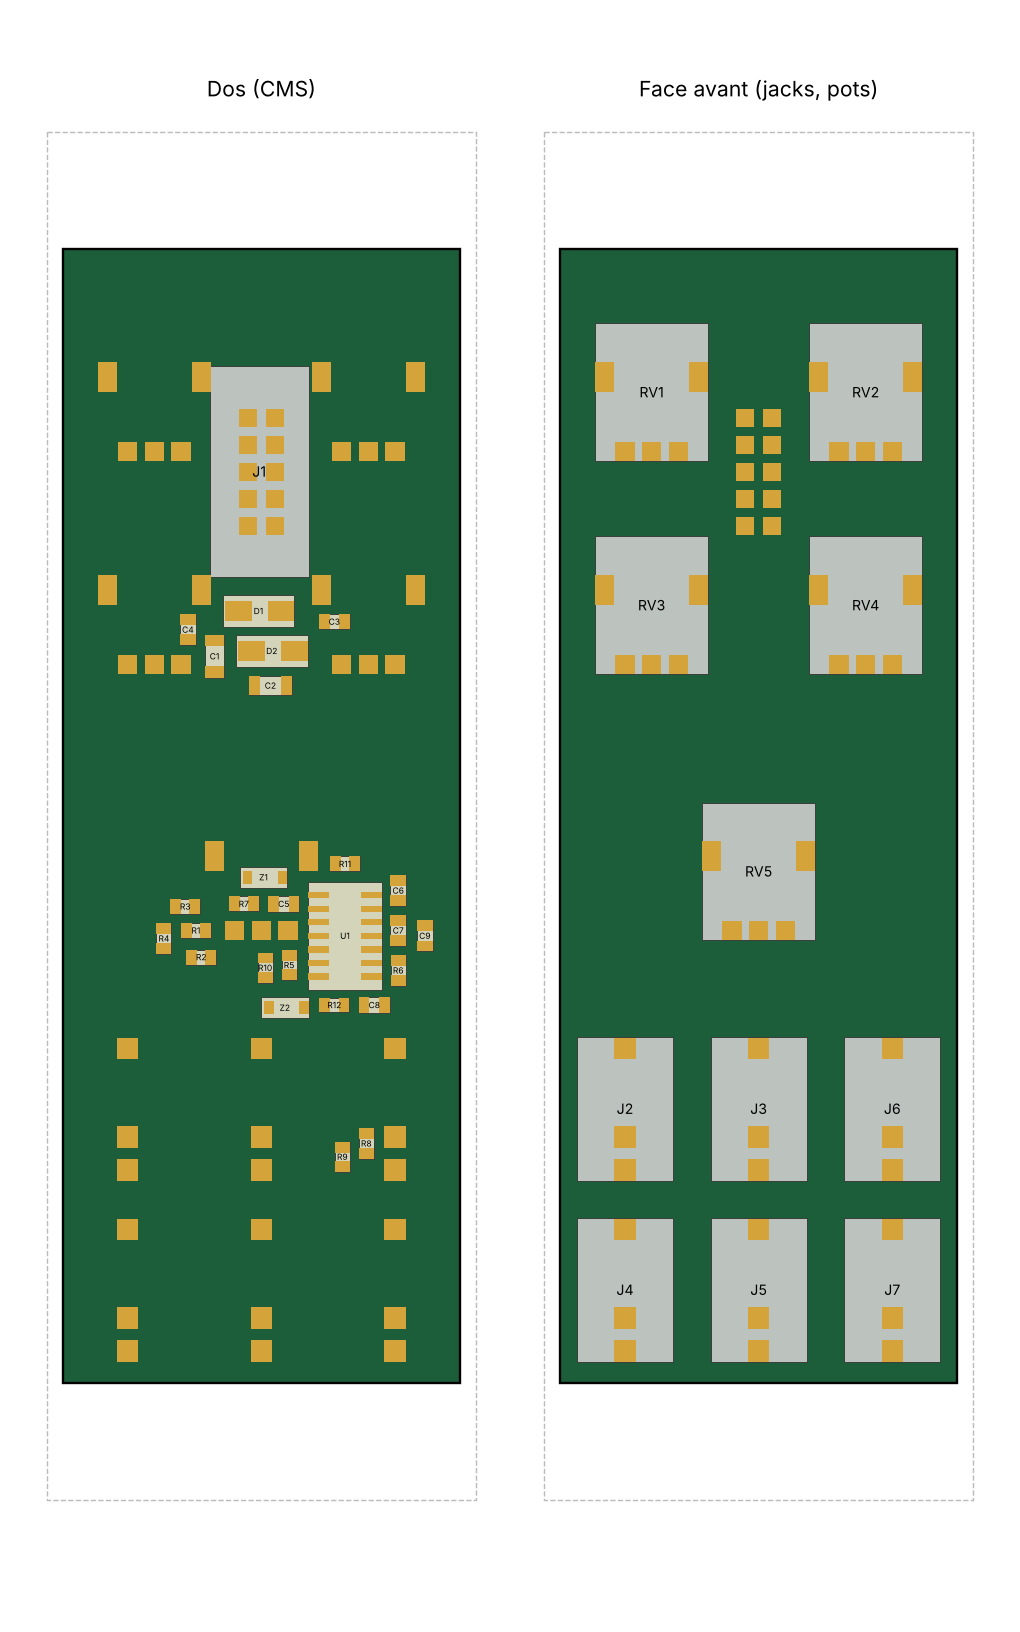 Dos (CMS)
Face avant (jacks, pots)
J1
D1
C3
C4
D2
C1
C2
R11
Z1
C6
R7
C5
R3
R1
C7
R4
U1
C9
R2
R10
R5
R6
Z2
R12
C8
R8
R9
RV1
RV2
RV3
RV4
RV5
J2
J3
J6
J4
J5
J7